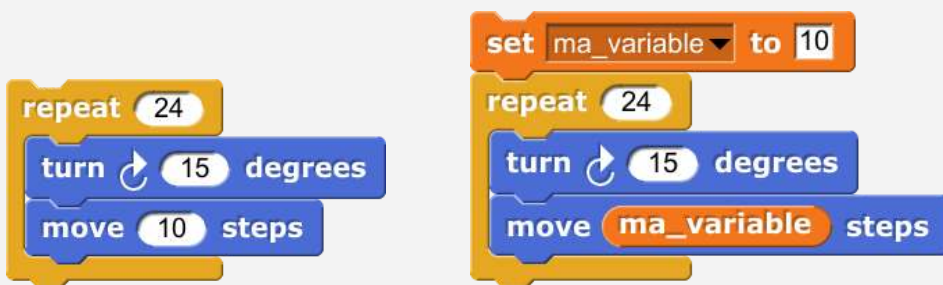 repeat 24
turn 15 degrees
move 10 steps
set ma_variable to 10
repeat 24
turn 15 degrees
move ma_variable steps